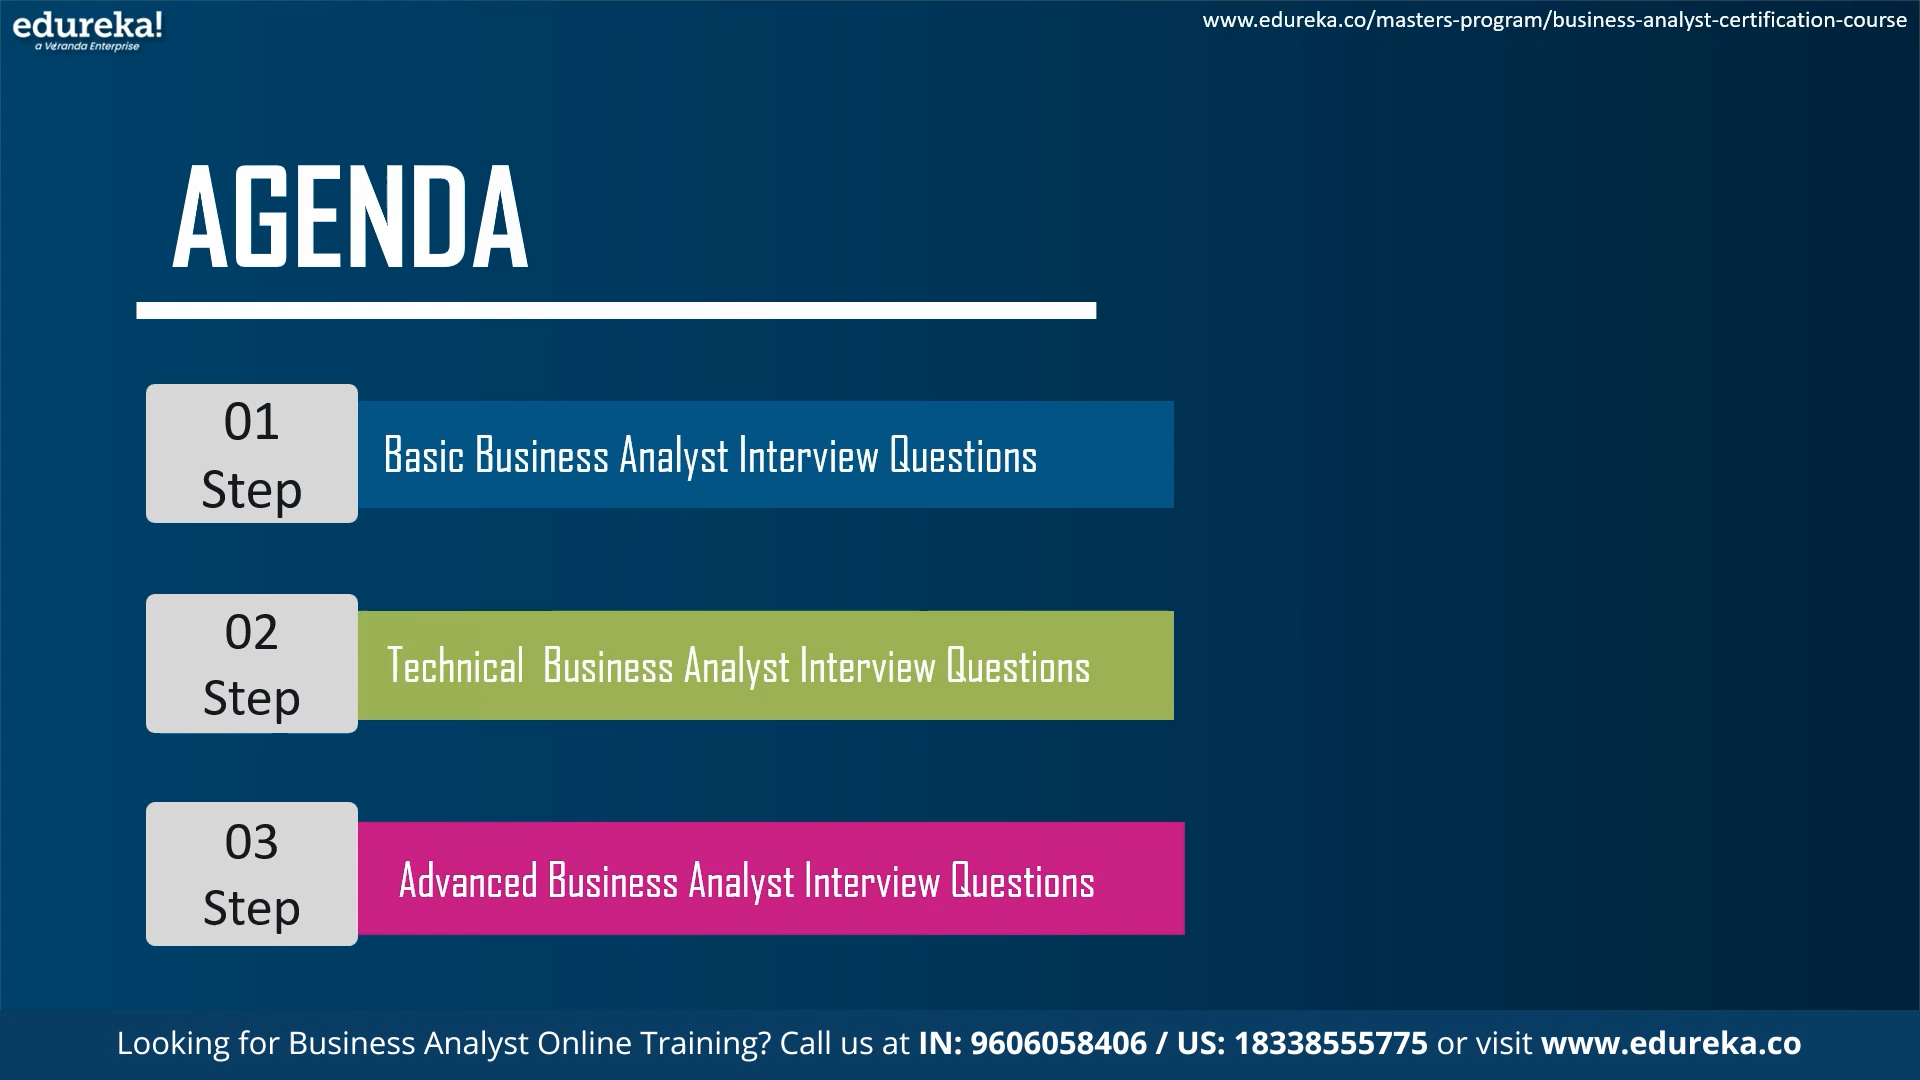 edureka!
a Veranda Enterprise
www.edureka.co/masters-program/business-analyst-certification-course
AGENDA
01
Step
Basic Business Analyst Interview Questions
02
Step
Technical  Business Analyst Interview Questions
03
Step
Advanced Business Analyst Interview Questions
Looking for Business Analyst Online Training? Call us at IN: 9606058406 / US: 18338555775 or visit www.edureka.co